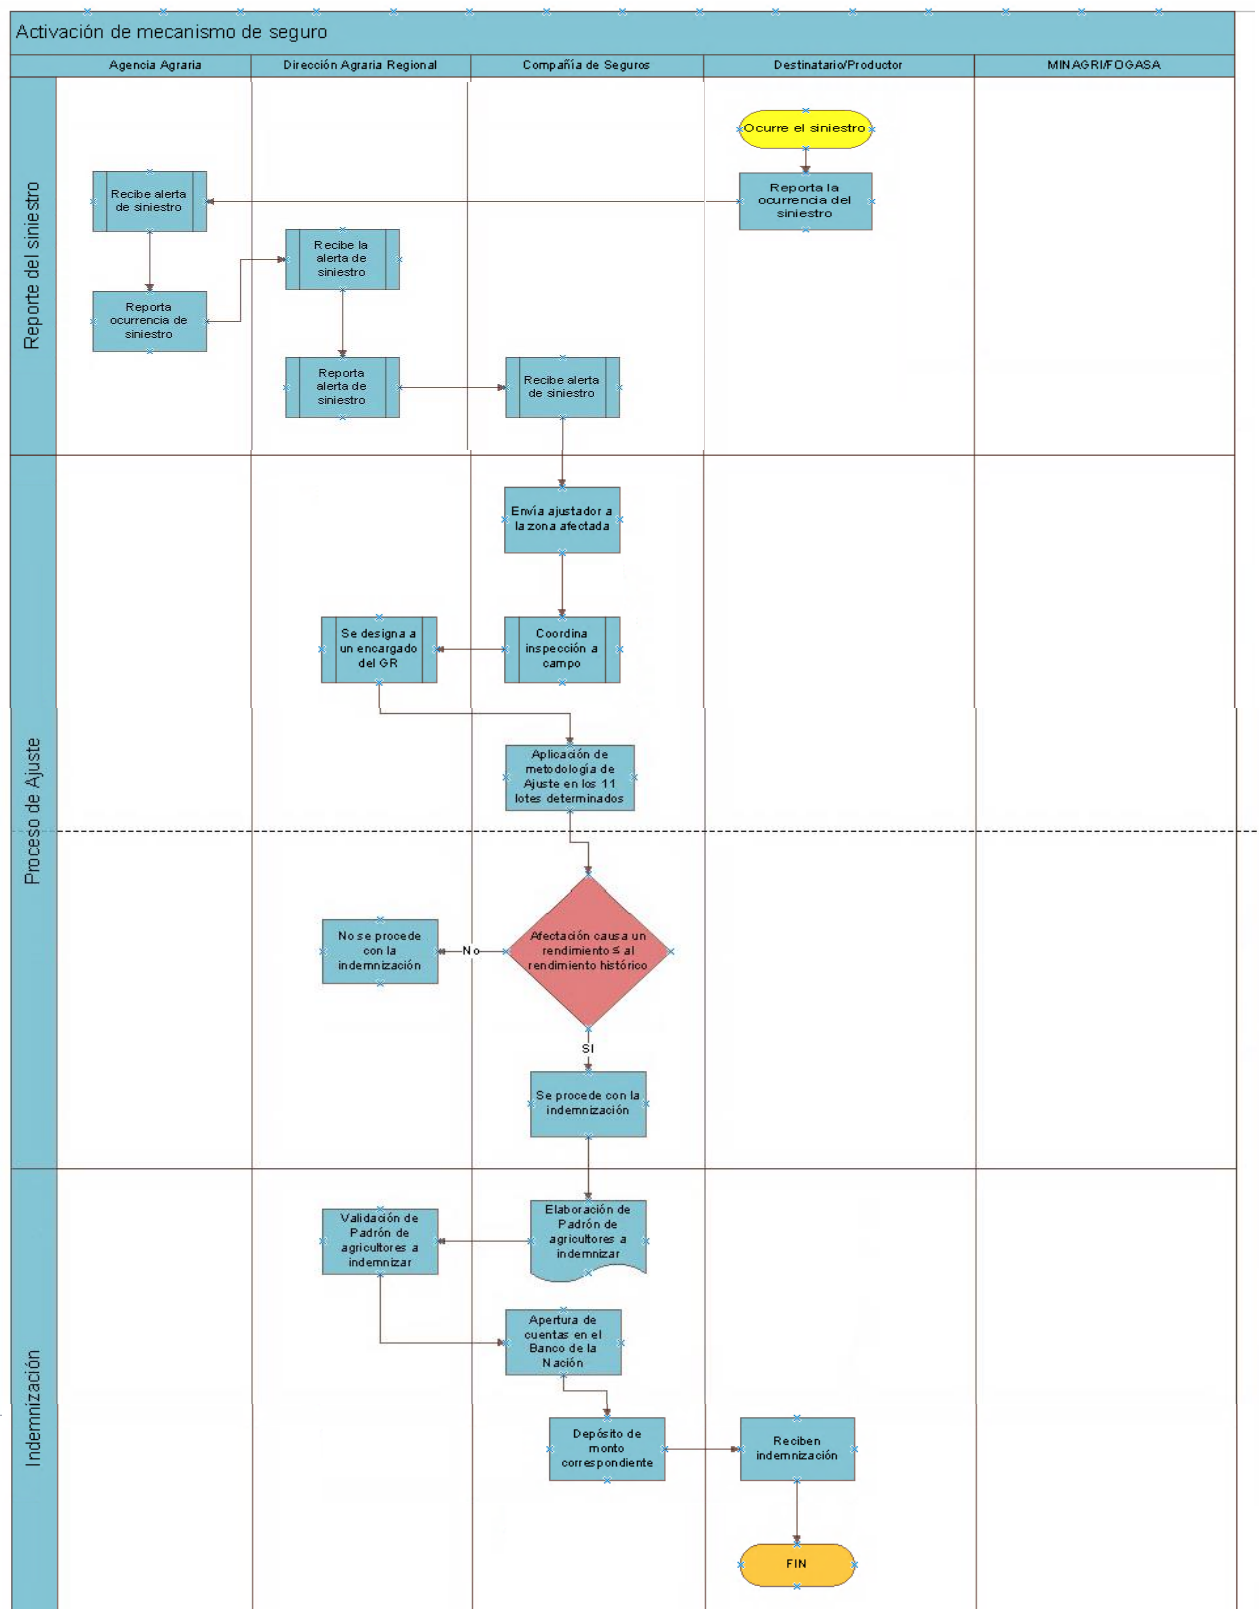 Activación de mecanismo de seguro
Agencia Agraria
Dirección Agraria Regional
Compañía de Seguros
Destinatario/Productor
MINAGRI/FOGASA
Reporte del siniestro
Ocurre el siniestro
Reporta la
ocurrencia del
siniestro
Recibe alerta
de siniestro
Reporta
ocurrencia de
siniestro
Recibe la
alerta de
siniestro
Reporta
alerta de
siniestro
Recibe alerta
de siniestro
Proceso de Ajuste
Envía ajustador a
la zona afectada
Coordina
inspección a
campo
Se designa a
un encargado
del GR
Aplicación de
metodología de
Ajuste en los 11
lotes determinados
Afectación causa un
rendimiento ≤ al
rendimiento histórico
No
No se procede
con la
indemnización
SI
Se procede con la
indemnización
Indemnización
Elaboración de
Padrón de
agricultores a
indemnizar
Validación de
Padrón de
agricultores a
indemnizar
Apertura de
cuentas en el
Banco de la
Nación
Depósito de
monto
correspondiente
Reciben
indemnización
FIN